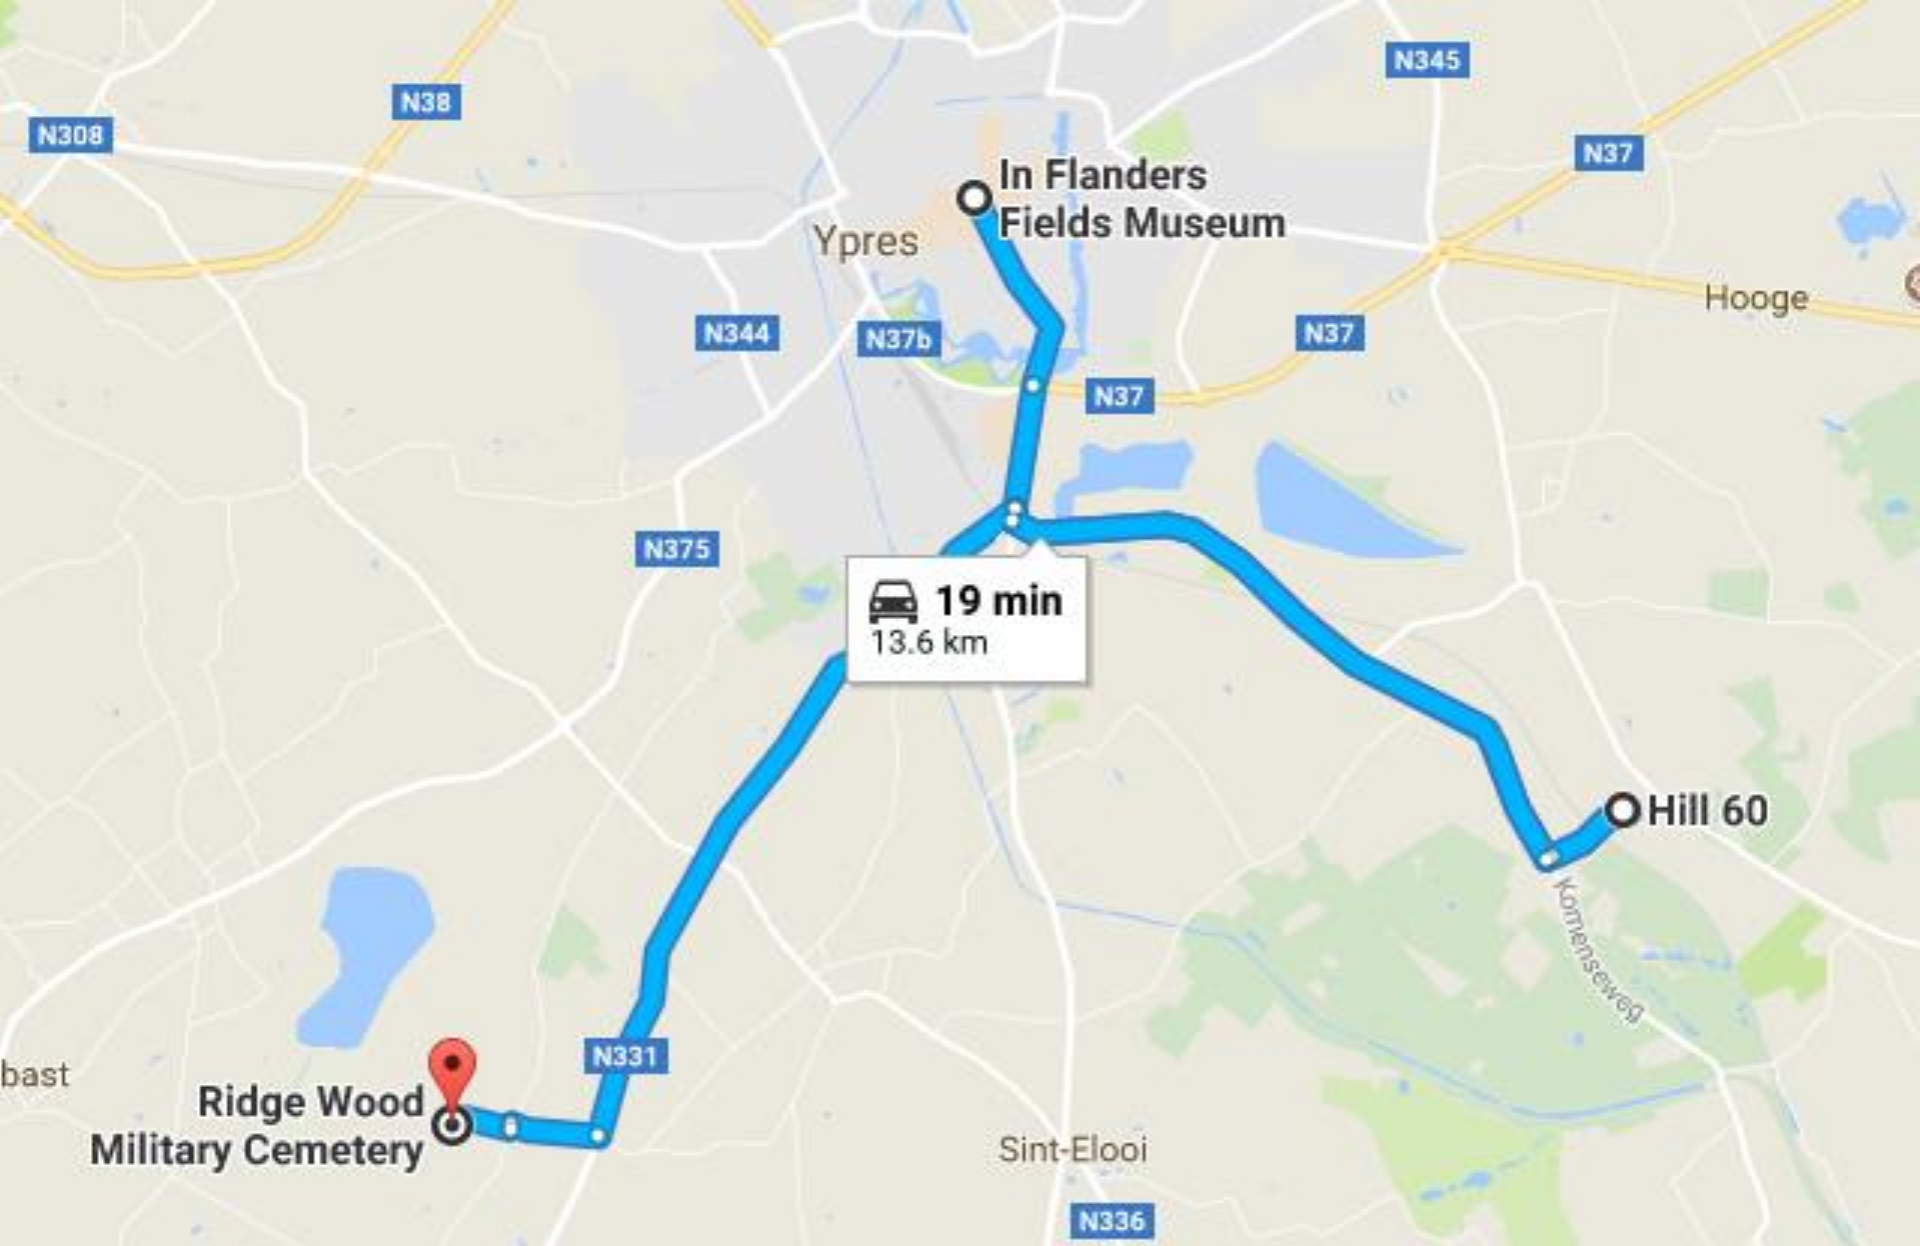 N345
N38
N308
N37
In Flanders
Fields Museum
Ypres
Hooge
N344
N37b
N37
N37
N375
19 min
13.6 km
Hill 60
Komenseweg
N331
bast
Ridge Wood
Military Cemetery
Sint-Elooi
N336